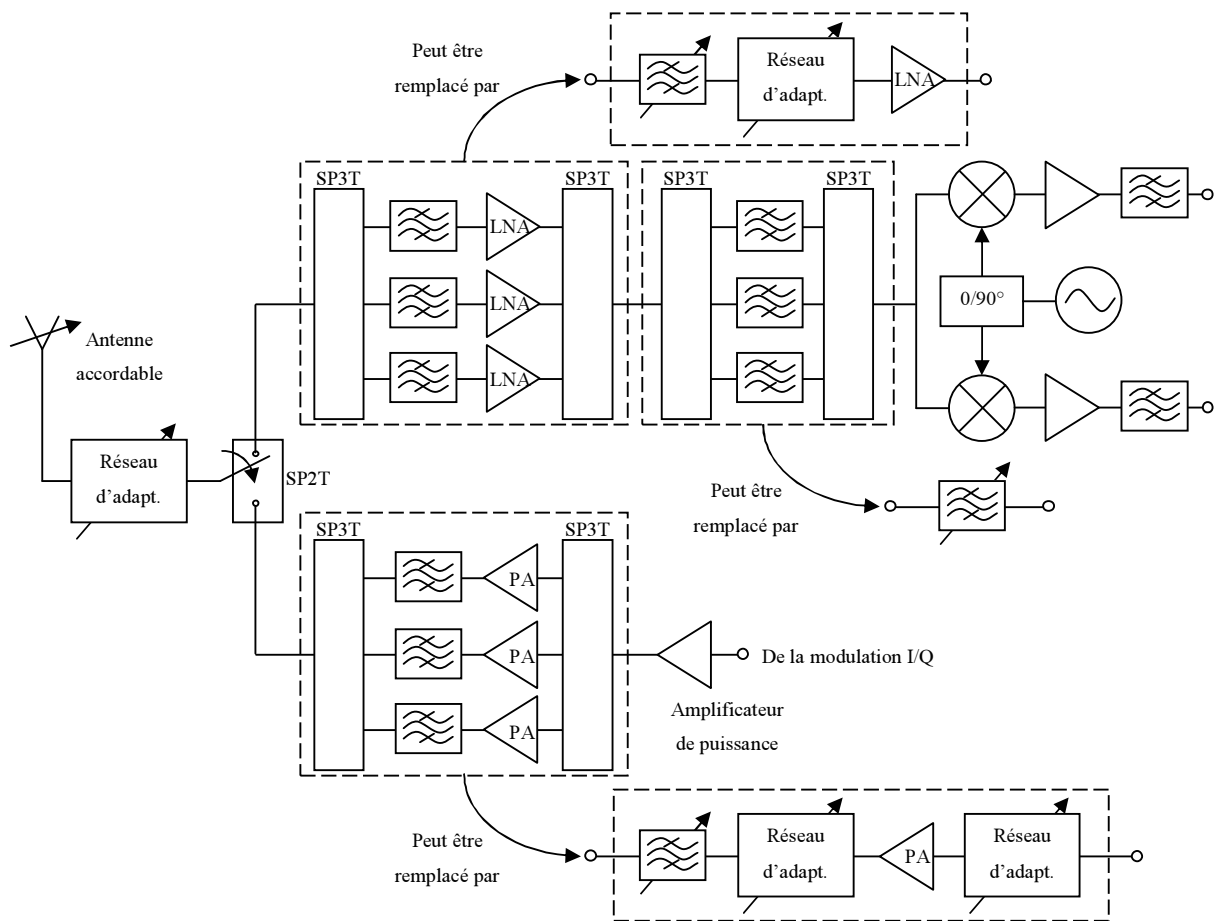 Peut être
remplacé par
Réseau
d’adapt.
LNA
SP3T
SP3T
SP3T
SP3T
LNA
LNA
LNA
0/90°
Antenne
accordable
Réseau
d’adapt.
SP2T
Peut être
remplacé par
SP3T
SP3T
PA
PA
PA
De la modulation I/Q
Amplificateur
de puissance
Peut être
remplacé par
Réseau
d’adapt.
PA
Réseau
d’adapt.